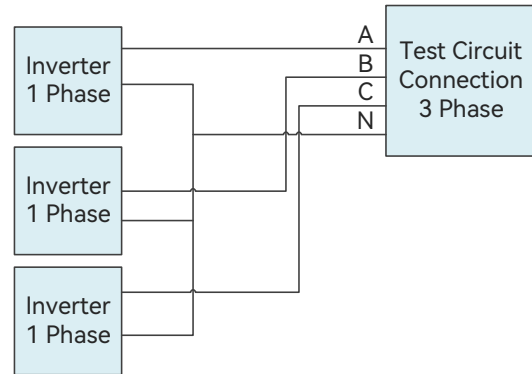 Inverter
1 Phase
A
B
C
N
Test Circuit
Connection
3 Phase
Inverter
1 Phase
Inverter
1 Phase